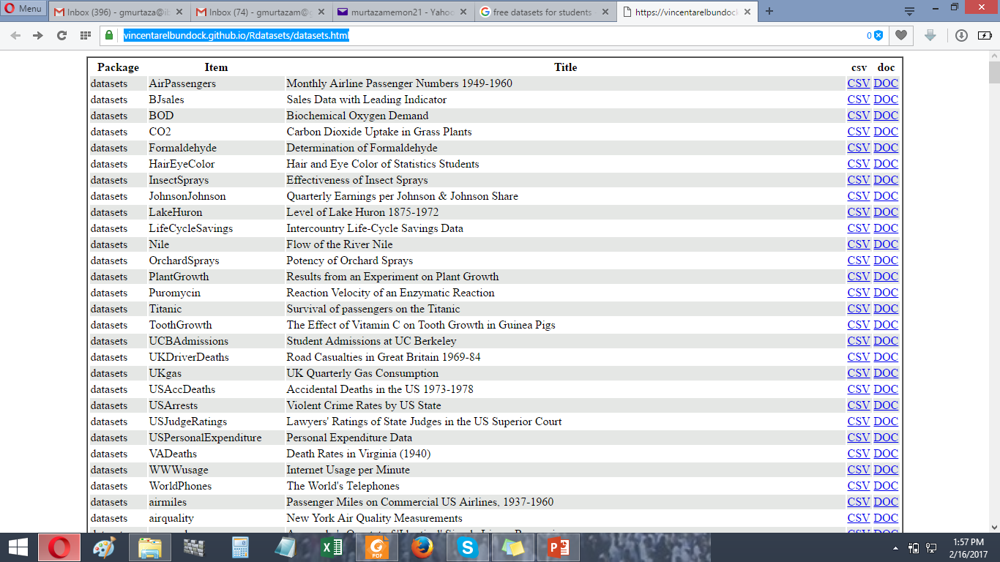 Menu Inbox (396) - gmurtaza@ib Inbox (74) - gmurtazam@g murtazamemon21 - Yahoo free datasets for students https://vincentarelbundock
vincentarelbundock.github.io/Rdatasets/datasets.html 0
Package Item Title csv doc
datasets AirPassengers Monthly Airline Passenger Numbers 1949-1960 CSV DOC
datasets BJsales Sales Data with Leading Indicator CSV DOC
datasets BOD Biochemical Oxygen Demand CSV DOC
datasets CO2 Carbon Dioxide Uptake in Grass Plants CSV DOC
datasets Formaldehyde Determination of Formaldehyde CSV DOC
datasets HairEyeColor Hair and Eye Color of Statistics Students CSV DOC
datasets InsectSprays Effectiveness of Insect Sprays CSV DOC
datasets JohnsonJohnson Quarterly Earnings per Johnson & Johnson Share CSV DOC
datasets LakeHuron Level of Lake Huron 1875-1972 CSV DOC
datasets LifeCycleSavings Intercountry Life-Cycle Savings Data CSV DOC
datasets Nile Flow of the River Nile CSV DOC
datasets OrchardSprays Potency of Orchard Sprays CSV DOC
datasets PlantGrowth Results from an Experiment on Plant Growth CSV DOC
datasets Puromycin Reaction Velocity of an Enzymatic Reaction CSV DOC
datasets Titanic Survival of passengers on the Titanic CSV DOC
datasets ToothGrowth The Effect of Vitamin C on Tooth Growth in Guinea Pigs CSV DOC
datasets UCBAdmissions Student Admissions at UC Berkeley CSV DOC
datasets UKDriverDeaths Road Casualties in Great Britain 1969-84 CSV DOC
datasets UKgas UK Quarterly Gas Consumption CSV DOC
datasets USAccDeaths Accidental Deaths in the US 1973-1978 CSV DOC
datasets USArrests Violent Crime Rates by US State CSV DOC
datasets USJudgeRatings Lawyers' Ratings of State Judges in the US Superior Court CSV DOC
datasets USPersonalExpenditure Personal Expenditure Data CSV DOC
datasets VADeaths Death Rates in Virginia (1940) CSV DOC
datasets WWWusage Internet Usage per Minute CSV DOC
datasets WorldPhones The World's Telephones CSV DOC
datasets airmiles Passenger Miles on Commercial US Airlines, 1937-1960 CSV DOC
datasets airquality New York Air Quality Measurements CSV DOC
PDF
1:57 PM
2/16/2017